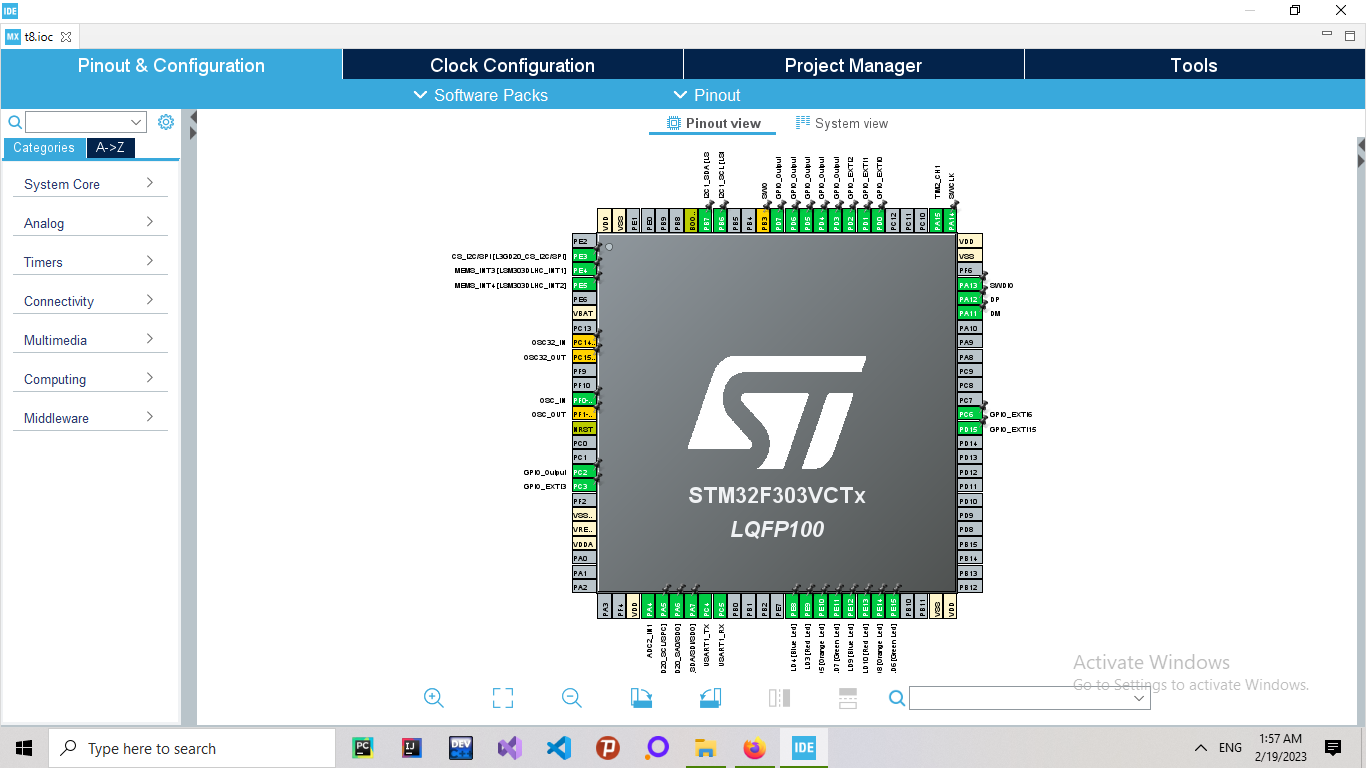 IDE
MX t8.ioc
Pinout & Configuration
Clock Configuration
Project Manager
Tools
Software Packs
Pinout
Pinout view
System view
Categories
A->Z
System Core
Analog
Timers
Connectivity
Multimedia
Computing
Middleware
I2C1_SDA [LS
I2C1_SCL [LSI
SWO
GPIO_Output
GPIO_Output
GPIO_Output
GPIO_Output
GPIO_Output
GPIO_EXTI2
GPIO_EXTI1
GPIO_EXTI0
TIM2_CH1
SWCLK
VDD
VSS
PE1
PE0
PB9
PB8
BOO..
PB7
PB6
PB5
PB4
PB3
PD7
PD6
PD5
PD4
PD3
PD2
PD1
PD0
PC12
PC11
PC10
PA15
PA14
PE2
CS_I2C/SPI [L3GD20_CS_I2C/SPI] PE3
MEMS_INT3 [LSM303DLHC_INT1] PE4
MEMS_INT4 [LSM303DLHC_INT2] PE5
PE6
VBAT
PC13
OSC32_IN PC14..
OSC32_OUT PC15..
PF9
PF10
OSC_IN PF0-..
OSC_OUT PF1-..
NRST
PC0
PC1
GPIO_Output PC2
GPIO_EXTI3 PC3
PF2
VSS..
VRE..
VDDA
PA0
PA1
PA2
STM32F303VCTx
LQFP100
VDD
VSS
PF6
PA13 SWDIO
PA12 DP
PA11 DM
PA10
PA9
PA8
PC9
PC8
PC7
PC6 GPIO_EXTI6
PD15 GPIO_EXTI15
PD14
PD13
PD12
PD11
PD10
PD9
PD8
PB15
PB14
PB13
PB12
PA3
PF4
VDD
PA4
PA5
PA6
PA7
PC4
PC5
PB0
PB1
PB2
PE7
PE8
PE9
PE10
PE11
PE12
PE13
PE14
PE15
PB10
PB11
VSS
VDD
ADC2_IN1
D20_SCL/SPC]
D20_SA0/SDO]
_SDA/SDI/SDO]
USART1_TX
USART1_RX
LD4 [Blue Led]
LD3 [Red Led]
D5 [Orange Led]
LD7 [Green Led]
LD9 [Blue Led]
LD10 [Red Led]
D8 [Orange Led]
LD6 [Green Led]
Activate Windows
Go to Settings to activate Windows.
Type here to search
PC
IJ
DEV
IDE
ENG
1:57 AM
2/19/2023